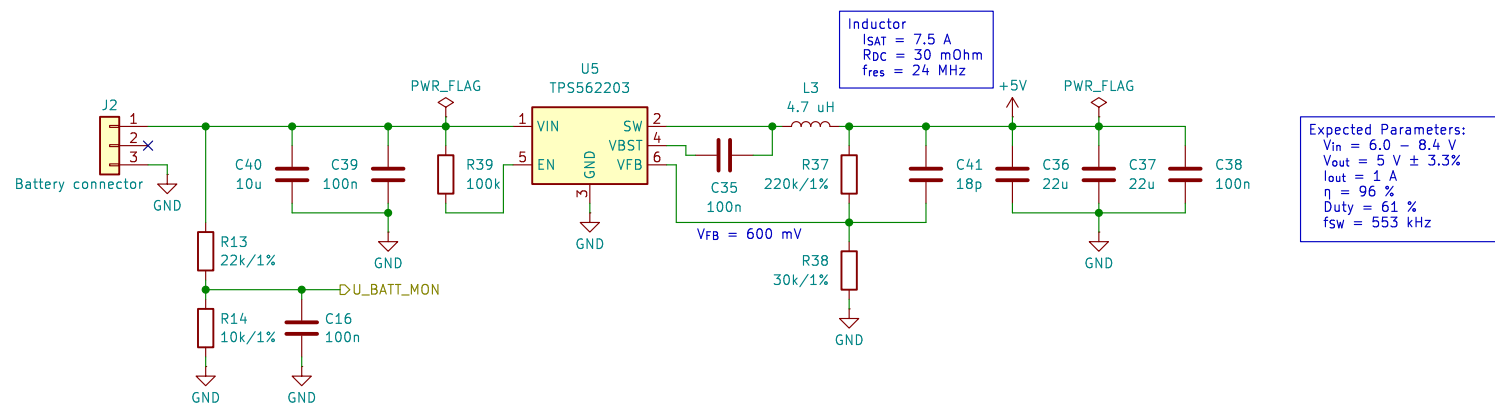 Inductor
ISAT = 7.5 A
RDC = 30 mOhm
fres = 24 MHz
J2
1
2
3
Battery connector
GND
PWR_FLAG
U5
TPS562203
1
VIN
5
EN
GND
3
SW
2
VBST
4
VFB
6
GND
L3
4.7 uH
+5V
PWR_FLAG
C40
10u
C39
100n
GND
R39
100k
C35
100n
R37
220k/1%
C41
18p
C36
22u
C37
22u
C38
100n
GND
VFB = 600 mV
R38
30k/1%
GND
R13
22k/1%
U_BATT_MON
R14
10k/1%
C16
100n
GND
GND
Expected Parameters:
Vin = 6.0 – 8.4 V
Vout = 5 V ± 3.3%
Iout = 1 A
η = 96 %
Duty = 61 %
fSW = 553 kHz